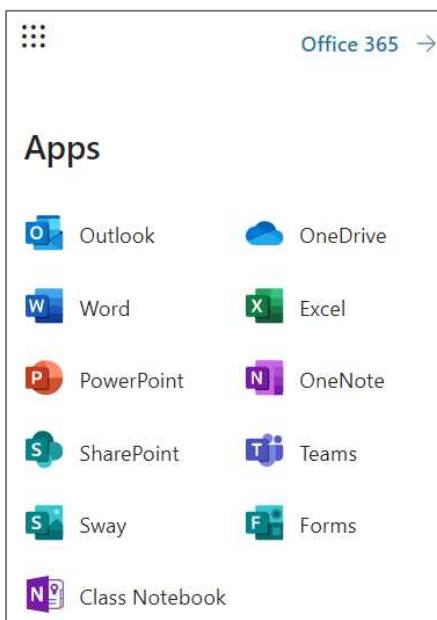 Office 365 →
Apps
Outlook OneDrive
Word Excel
PowerPoint OneNote
SharePoint Teams
Sway Forms
Class Notebook